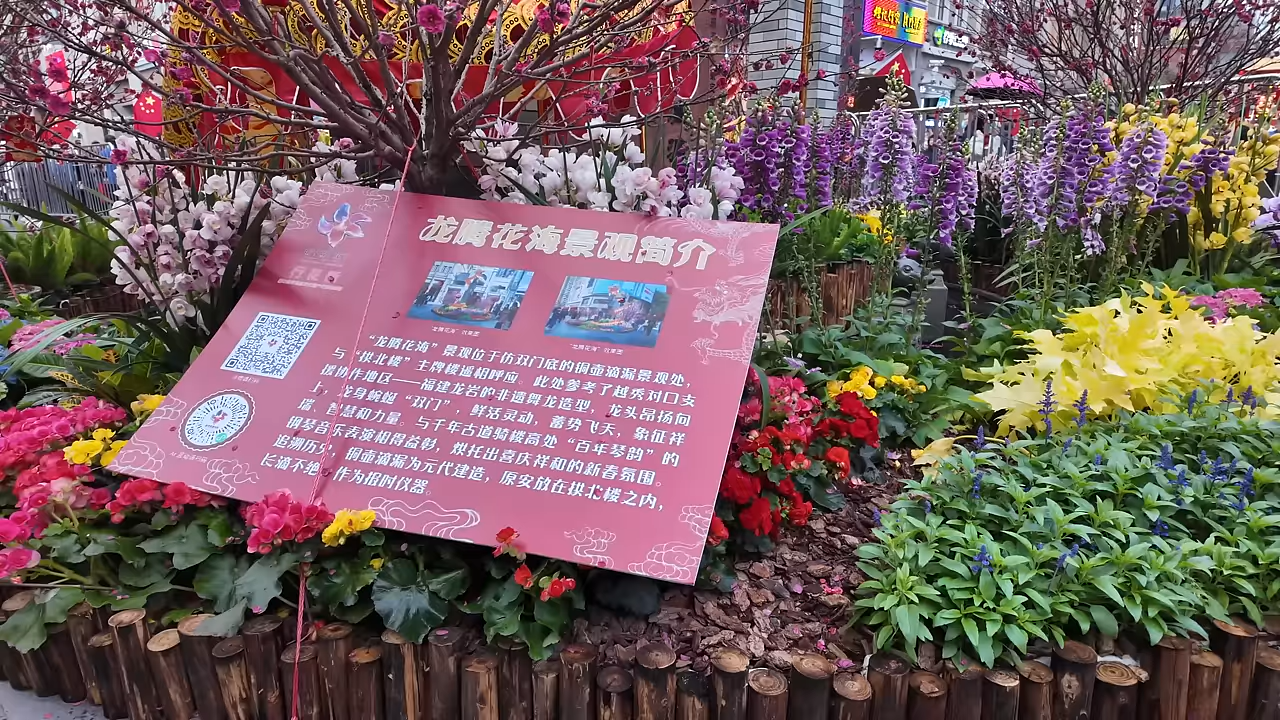 龙腾花海景观简介
"龙腾花海"效果图
"龙腾花海"效果图
"龙腾花海"景观位于仿双门底的铜壶滴漏景观处，
与"拱北楼"主牌楼遥相呼应。此处参考了越秀对口支
援协作地区——福建龙岩的非遗舞龙造型，龙头昂扬向
上，龙身蜿蜒"双门"，鲜活灵动，蓄势飞天，象征祥
瑞、智慧和力量。与千年古道骑楼高处"百年琴韵"的
钢琴音乐表演相得益彰，烘托出喜庆祥和的新春氛围。
追溯历史，铜壶滴漏为元代建造，原安放在拱北楼之内，
长滴不绝，作为报时仪器。